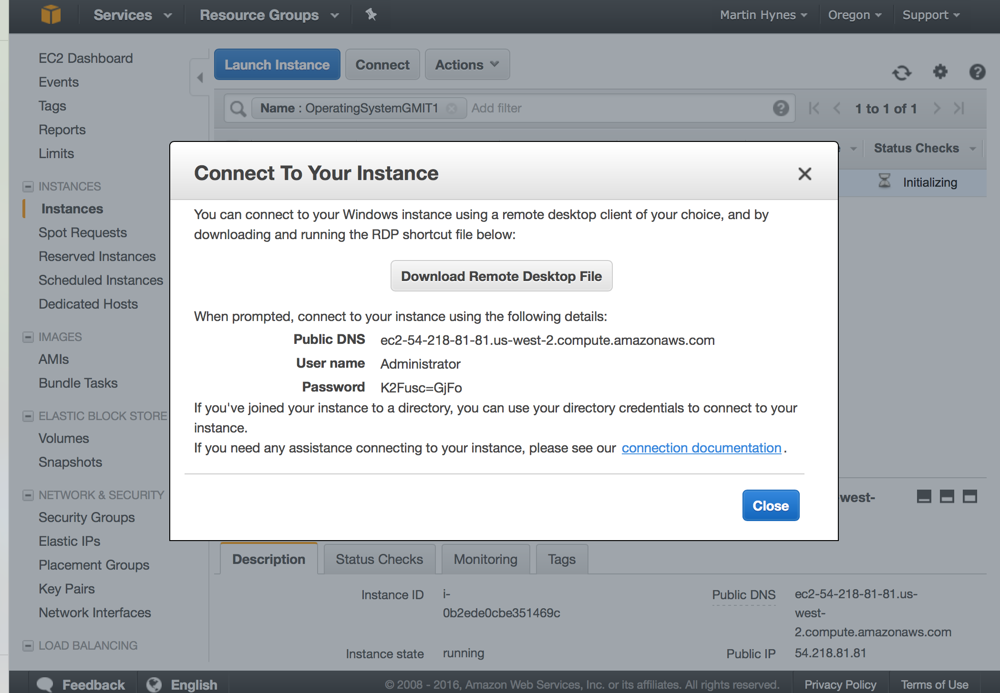 Services
Resource Groups
Martin Hynes
Oregon
Support
EC2 Dashboard
Events
Tags
Reports
Limits
INSTANCES
Instances
Spot Requests
Reserved Instances
Scheduled Instances
Dedicated Hosts
IMAGES
AMIs
Bundle Tasks
ELASTIC BLOCK STORE
Volumes
Snapshots
NETWORK & SECURITY
Security Groups
Elastic IPs
Placement Groups
Key Pairs
Network Interfaces
LOAD BALANCING
Launch Instance
Connect
Actions
Name : OperatingSystemGMIT1
Add filter
1 to 1 of 1
Status Checks
Initializing
Connect To Your Instance
You can connect to your Windows instance using a remote desktop client of your choice, and by
downloading and running the RDP shortcut file below:
Download Remote Desktop File
When prompted, connect to your instance using the following details:
Public DNS ec2-54-218-81-81.us-west-2.compute.amazonaws.com
User name Administrator
Password K2Fusc=GjFo
If you've joined your instance to a directory, you can use your directory credentials to connect to your
instance.
If you need any assistance connecting to your instance, please see our connection documentation.
Close
west-
Description
Status Checks
Monitoring
Tags
Instance ID i-
0b2ede0cbe351469c
Public DNS ec2-54-218-81-81.us-
west-
2.compute.amazonaws.com
Instance state running
Public IP 54.218.81.81
Feedback
English
© 2008 - 2016, Amazon Web Services, Inc. or its affiliates. All rights reserved.
Privacy Policy
Terms of Use